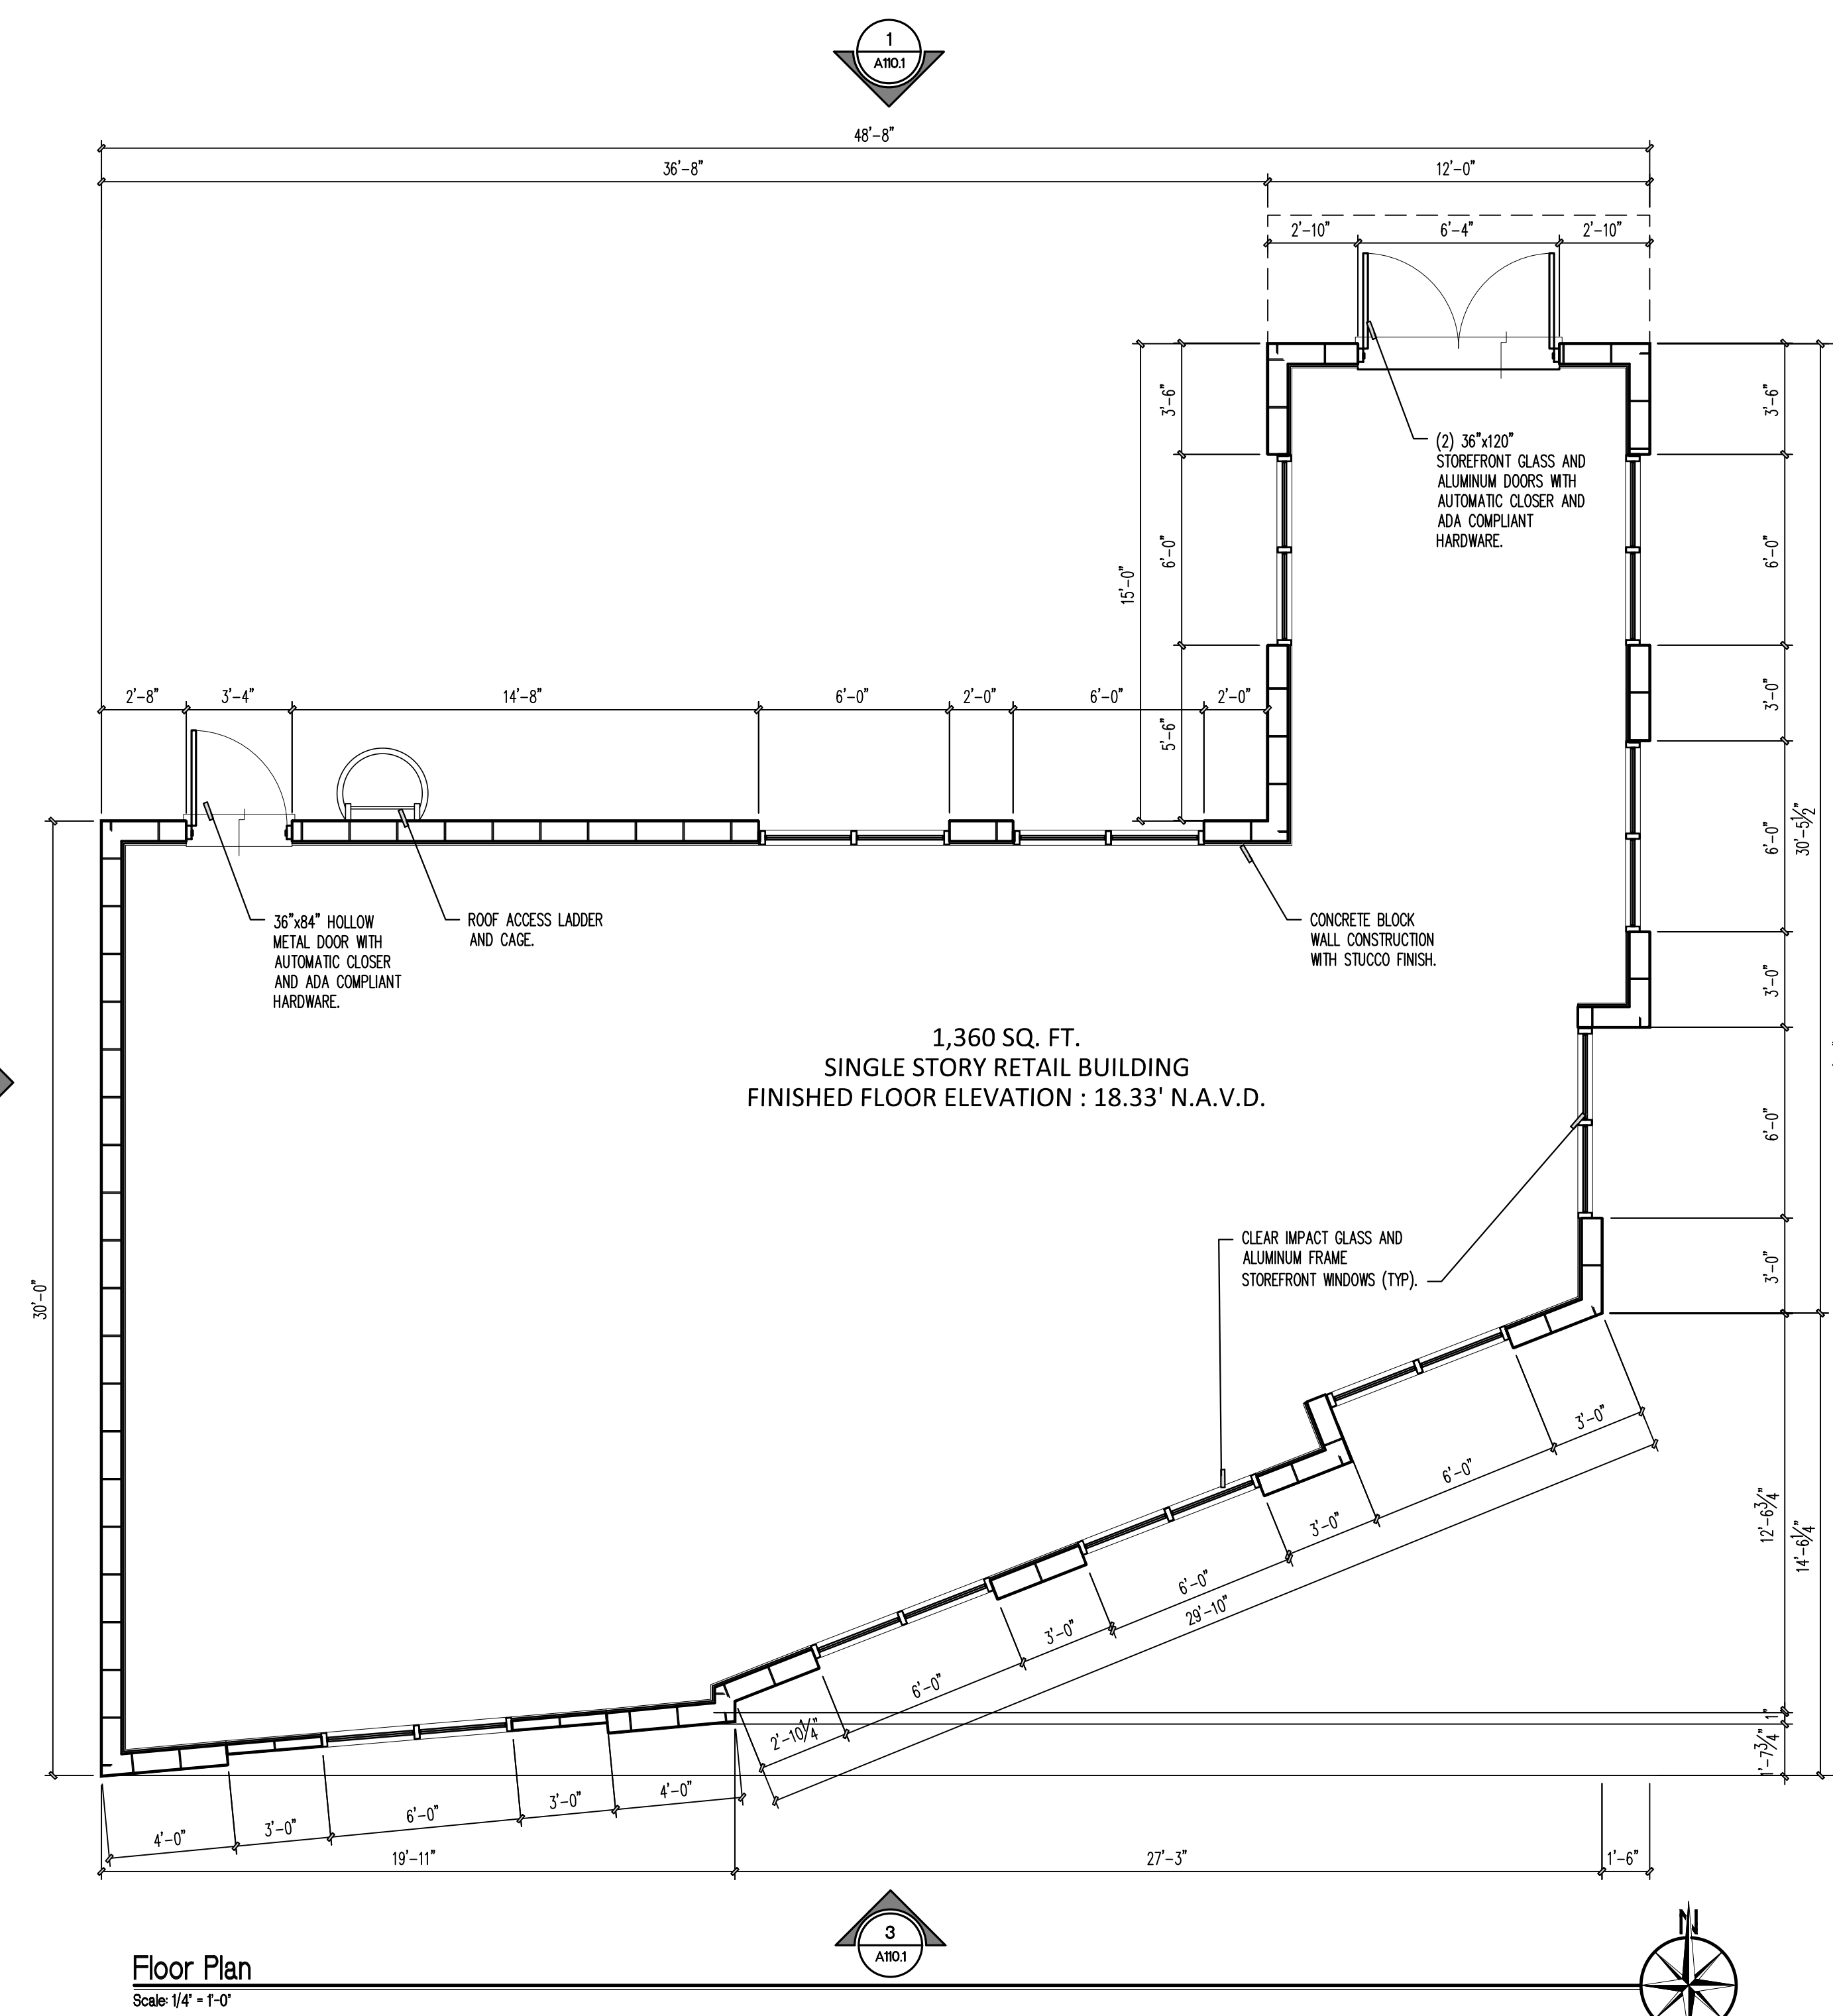 1
A110.1
48'-8"
36'-8"
12'-0"
2'-10"
6'-4"
2'-10"
3'-6"
6'-0"
5'-6"
15'-0"
(2) 36"x120"
STOREFRONT GLASS AND
ALUMINUM DOORS WITH
AUTOMATIC CLOSER AND
ADA COMPLIANT
HARDWARE.
3'-6"
6'-0"
3'-0"
6'-0"
3'-0"
6'-0"
3'-0"
30'-5½"
2'-8"
3'-4"
14'-8"
6'-0"
2'-0"
6'-0"
2'-0"
36"x84" HOLLOW
METAL DOOR WITH
AUTOMATIC CLOSER
AND ADA COMPLIANT
HARDWARE.
ROOF ACCESS LADDER
AND CAGE.
CONCRETE BLOCK
WALL CONSTRUCTION
WITH STUCCO FINISH.
1,360 SQ. FT.
SINGLE STORY RETAIL BUILDING
FINISHED FLOOR ELEVATION : 18.33' N.A.V.D.
CLEAR IMPACT GLASS AND
ALUMINUM FRAME
STOREFRONT WINDOWS (TYP).
30'-0"
3'-0"
6'-0"
3'-0"
6'-0"
3'-0"
6'-0"
2'-10¼"
29'-10"
12'-6¾"
14'-6¼"
1"
1'-7¾"
4'-0"
3'-0"
6'-0"
3'-0"
4'-0"
19'-11"
27'-3"
1'-6"
3
A110.1
N
Floor Plan
Scale: 1/4" = 1'-0"